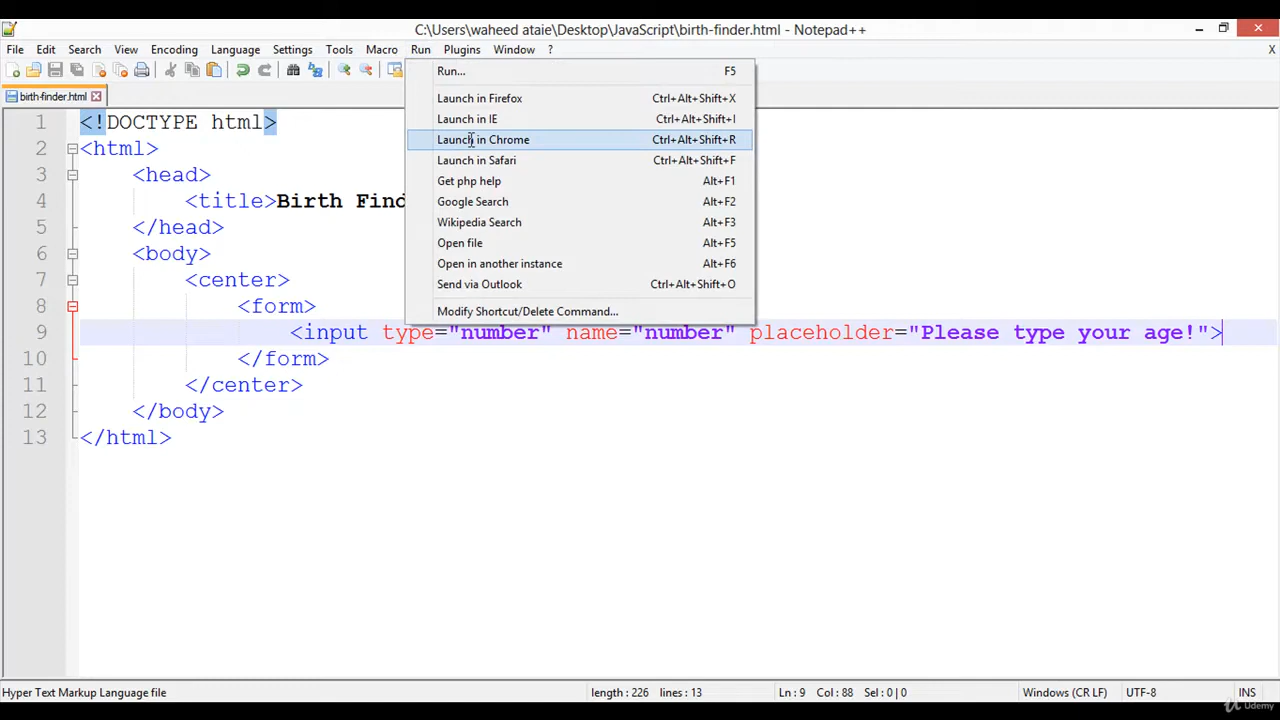 C:\Users\waheed ataie\Desktop\JavaScript\birth-finder.html - Notepad++
File Edit Search View Encoding Language Settings Tools Macro Run Plugins Window ? X
birth-finder.html
Run... F5
Launch in Firefox Ctrl+Alt+Shift+X
Launch in IE Ctrl+Alt+Shift+I
Launch in Chrome Ctrl+Alt+Shift+R
Launch in Safari Ctrl+Alt+Shift+F
Get php help Alt+F1
Google Search Alt+F2
Wikipedia Search Alt+F3
Open file Alt+F5
Open in another instance Alt+F6
Send via Outlook Ctrl+Alt+Shift+O
Modify Shortcut/Delete Command...
1 <!DOCTYPE html>
2 <html>
3 <head>
4 <title>Birth Find
5 </head>
6 <body>
7 <center>
8 <form>
9 <input type="number" name="number" placeholder="Please type your age!">
10 </form>
11 </center>
12 </body>
13 </html>
Hyper Text Markup Language file length : 226 lines : 13 Ln : 9 Col : 88 Sel : 0 | 0 Windows (CR LF) UTF-8 INS
Udemy